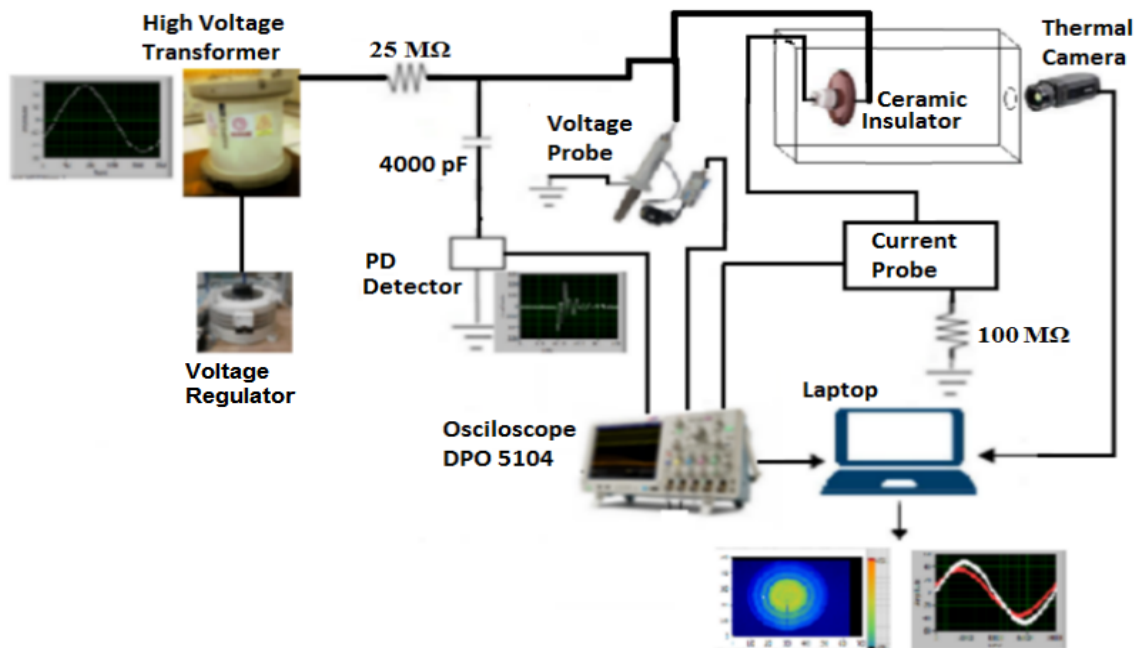 High Voltage
Transformer
25 MΩ
Thermal
Camera
Voltage
Probe
Ceramic
Insulator
4000 pF
PD
Detector
Current
Probe
100 MΩ
Voltage
Regulator
Laptop
Osciloscope
DPO 5104